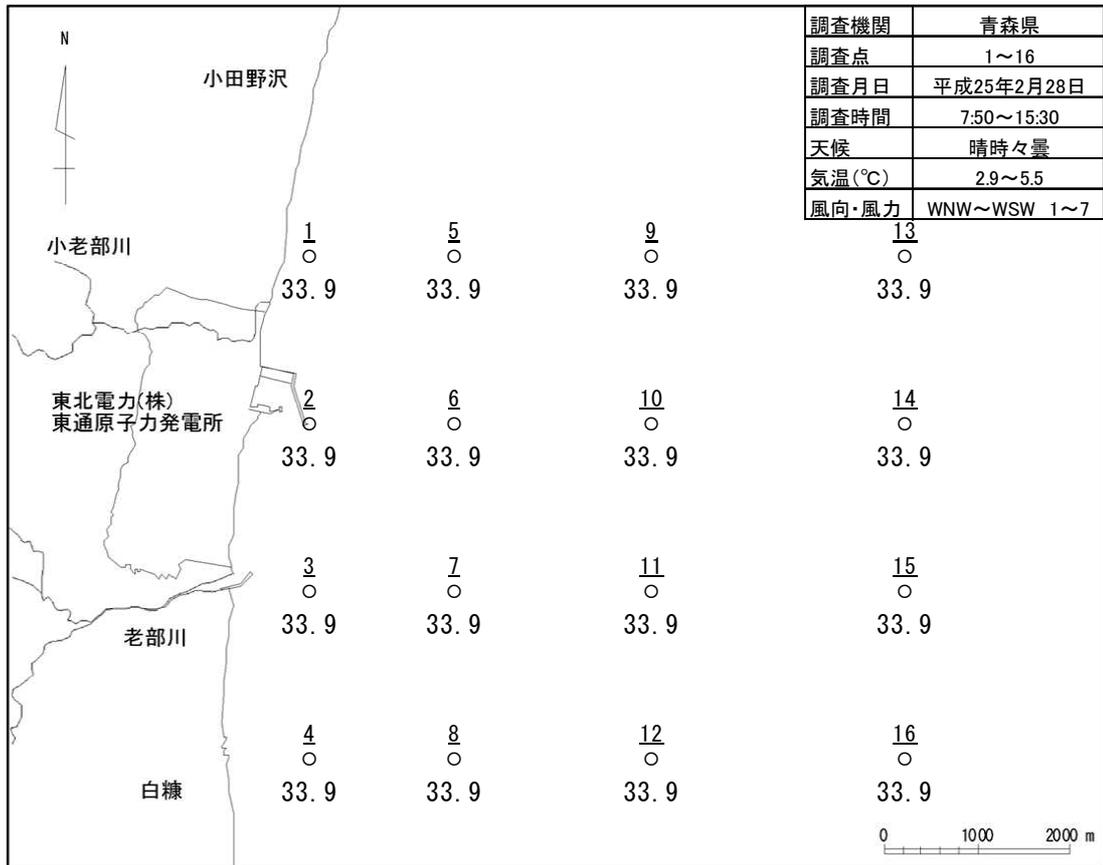 調査機関 青森県
調査点 1～16
調査月日 平成25年2月28日
調査時間 7:50～15:30
天候 晴時々曇
気温(℃) 2.9～5.5
風向・風力 WNW～WSW 1～7
N
小田野沢
小老部川
1 5 9 13
33.9 33.9 33.9 33.9
東北電力(株)
東通原子力発電所
2 6 10 14
33.9 33.9 33.9 33.9
3 7 11 15
33.9 33.9 33.9 33.9
老部川
4 8 12 16
33.9 33.9 33.9 33.9
白糠
0 1000 2000 m